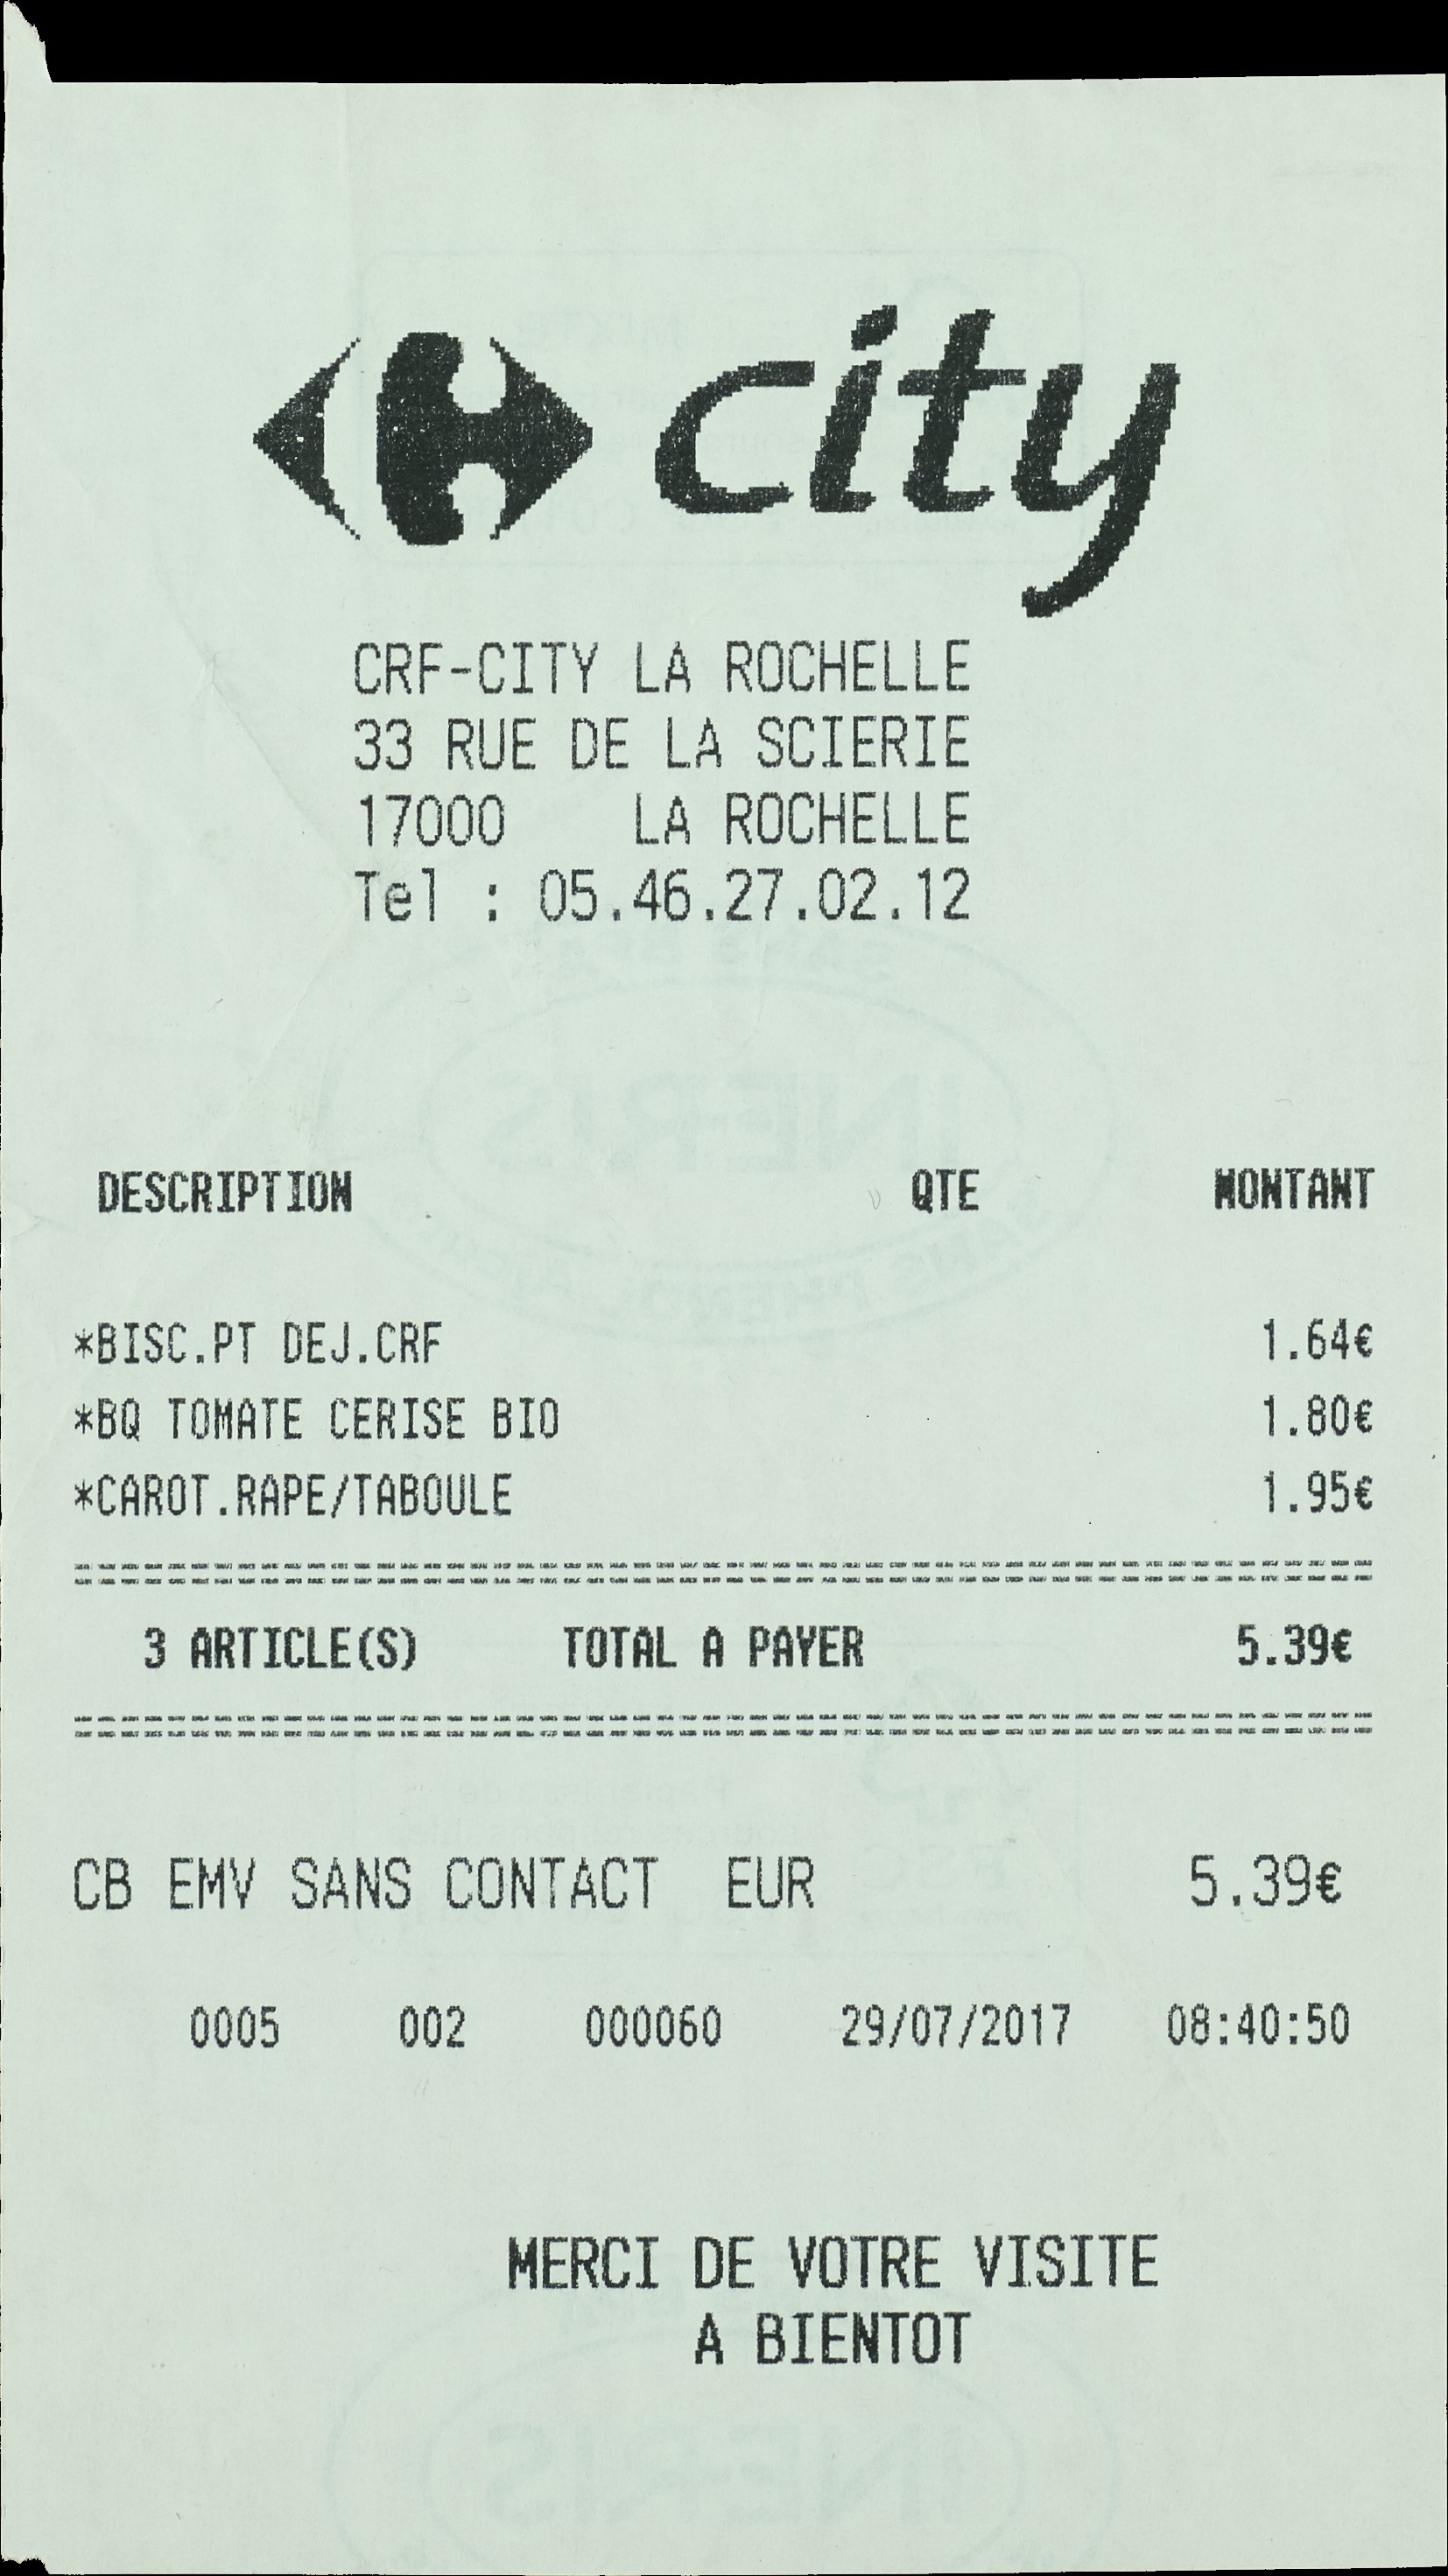 city
CRF-CITY LA ROCHELLE
33 RUE DE LA SCIERIE
17000 LA ROCHELLE
Tel : 05.46.27.02.12
DESCRIPTION QTE MONTANT
*BISC.PT DEJ.CRF 1.64€
*BQ TOMATE CERISE BIO 1.80€
*CAROT.RAPE/TABOULE 1.95€
3 ARTICLE(S) TOTAL A PAYER 5.39€
CB EMV SANS CONTACT EUR 5.39€
0005 002 000060 29/07/2017 08:40:50
MERCI DE VOTRE VISITE
A BIENTOT